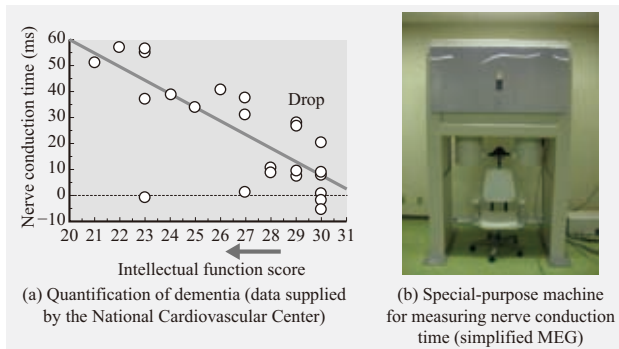 Nerve conduction time (ms)
60
50
40
30
20
10
0
−10
Drop
20 21 22 23 24 25 26 27 28 29 30 31
Intellectual function score
(a) Quantification of dementia (data supplied
by the National Cardiovascular Center)
(b) Special-purpose machine
for measuring nerve conduction
time (simplified MEG)